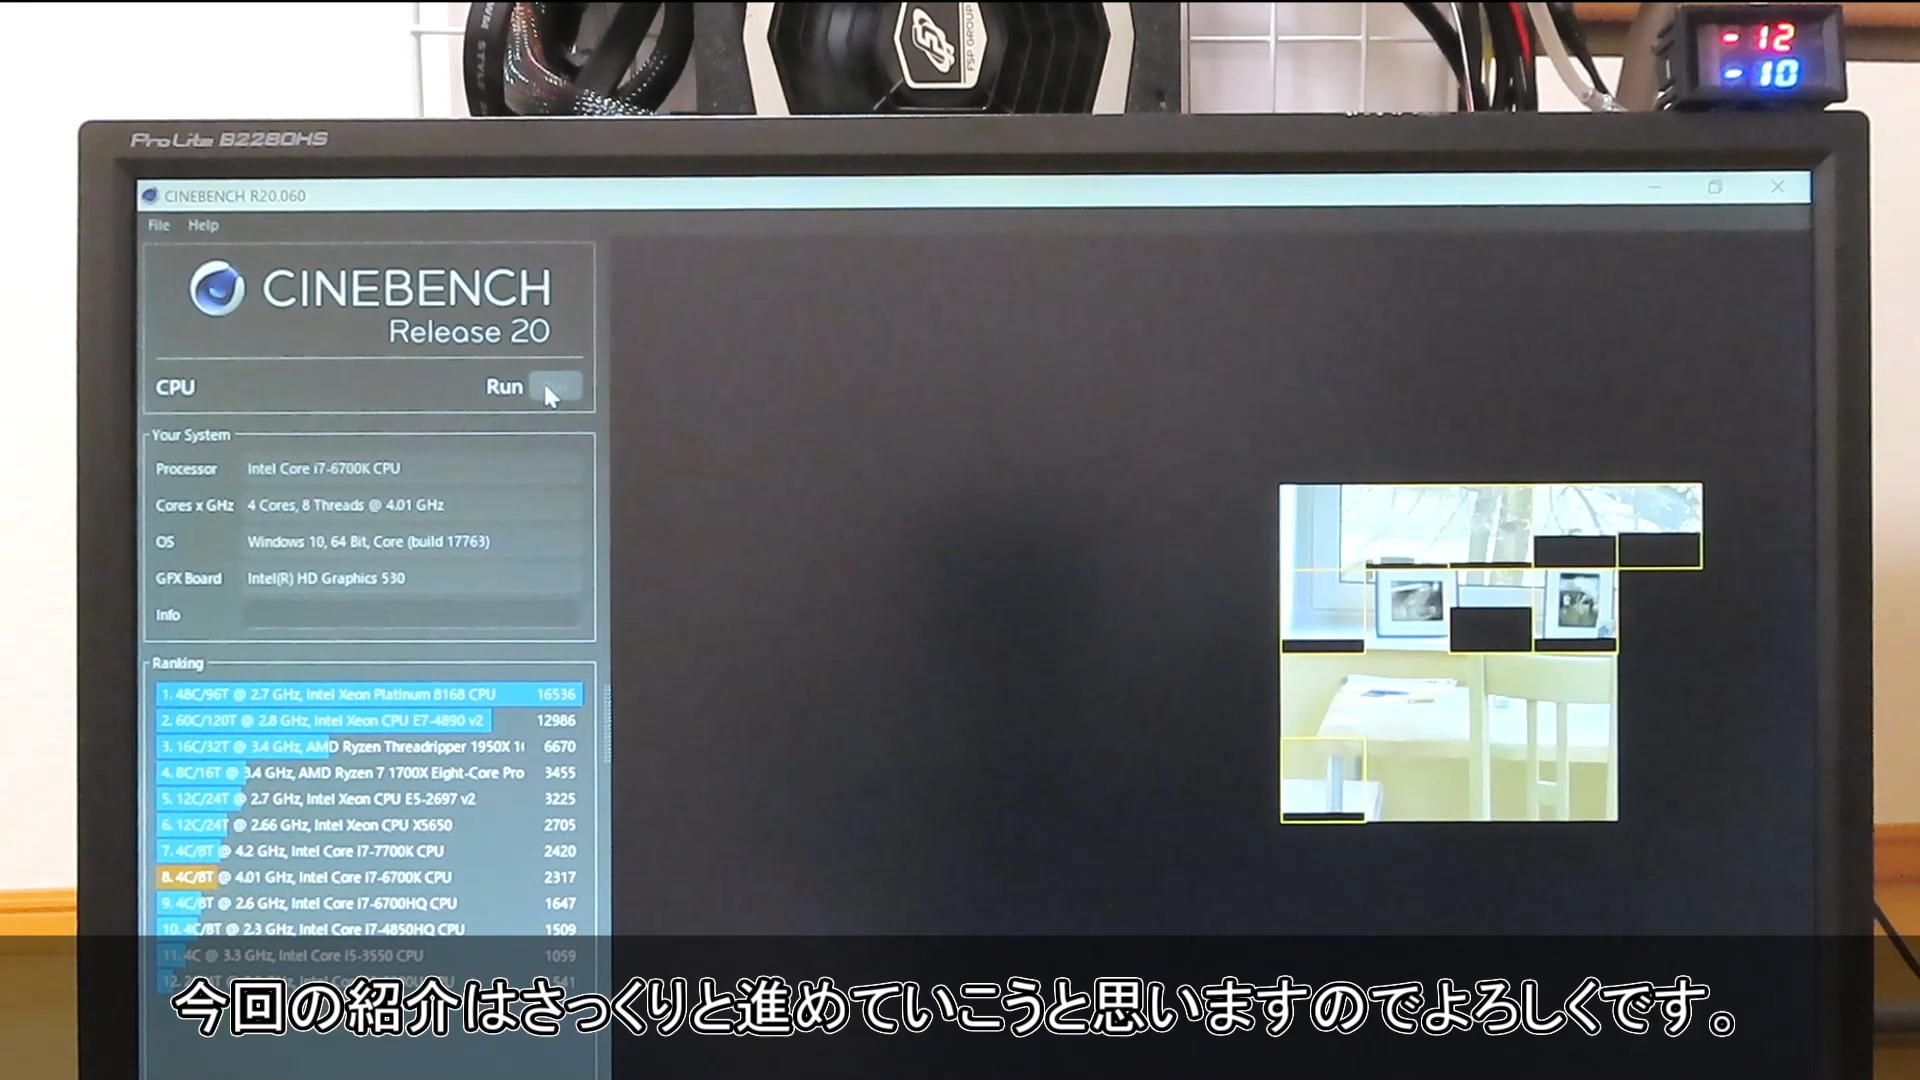 FSP GROUP
-12
-10
ProLite B2280HS
CINEBENCH R20.060
File Help
CINEBENCH
Release 20
CPU Run
Your System
Processor Intel Core i7-6700K CPU
Cores x GHz 4 Cores, 8 Threads @ 4.01 GHz
OS Windows 10, 64 Bit, Core (build 17763)
GFX Board Intel(R) HD Graphics 530
Info
Ranking
1. 48C/96T @ 2.7 GHz, Intel Xeon Platinum 8168 CPU 16536
2. 60C/120T @ 2.8 GHz, Intel Xeon CPU E7-4890 v2 12986
3. 16C/32T @ 3.4 GHz, AMD Ryzen Threadripper 1950X 6670
4. 8C/16T @ 3.4 GHz, AMD Ryzen 7 1700X Eight-Core Pro 3455
5. 12C/24T @ 2.7 GHz, Intel Xeon CPU E5-2697 v2 3225
6. 12C/24T @ 2.66 GHz, Intel Xeon CPU X5650 2705
7. 4C/8T @ 4.2 GHz, Intel Core i7-7700K CPU 2420
8. 4C/8T @ 4.01 GHz, Intel Core i7-6700K CPU 2317
9. 4C/8T @ 2.6 GHz, Intel Core i7-6700HQ CPU 1647
10. 4C/8T @ 2.3 GHz, Intel Core i7-4850HQ CPU 1509
11. 4C @ 3.3 GHz, Intel Core i5-3550 CPU 1059
12.
今回の紹介はさっくりと進めていこうと思いますのでよろしくです。